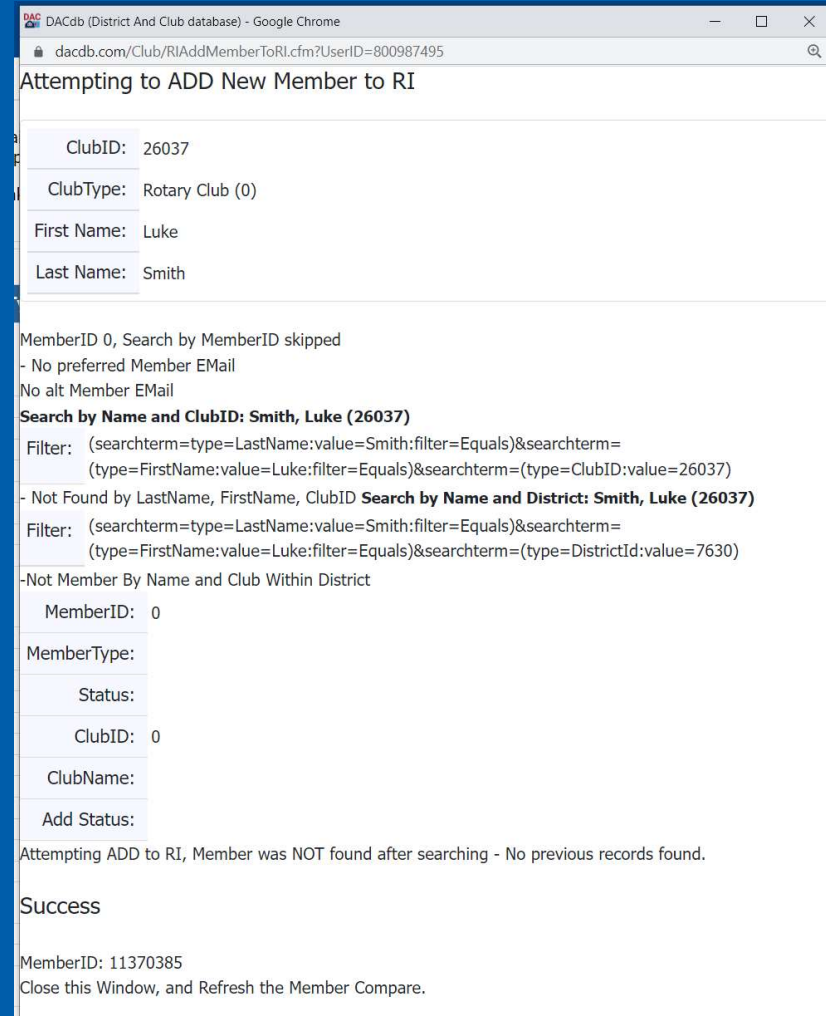 DACdb (District And Club database) - Google Chrome
dacdb.com/Club/RIAddMemberToRI.cfm?UserID=800987495
Attempting to ADD New Member to RI
ClubID: 26037
ClubType: Rotary Club (0)
First Name: Luke
Last Name: Smith
MemberID 0, Search by MemberID skipped
- No preferred Member EMail
No alt Member EMail
Search by Name and ClubID: Smith, Luke (26037)
Filter: (searchterm=type=LastName:value=Smith:filter=Equals)&searchterm=
(type=FirstName:value=Luke:filter=Equals)&searchterm=(type=ClubID:value=26037)
- Not Found by LastName, FirstName, ClubID Search by Name and District: Smith, Luke (26037)
Filter: (searchterm=type=LastName:value=Smith:filter=Equals)&searchterm=
(type=FirstName:value=Luke:filter=Equals)&searchterm=(type=DistrictId:value=7630)
-Not Member By Name and Club Within District
MemberID: 0
MemberType:
Status:
ClubID: 0
ClubName:
Add Status:
Attempting ADD to RI, Member was NOT found after searching - No previous records found.
Success
MemberID: 11370385
Close this Window, and Refresh the Member Compare.